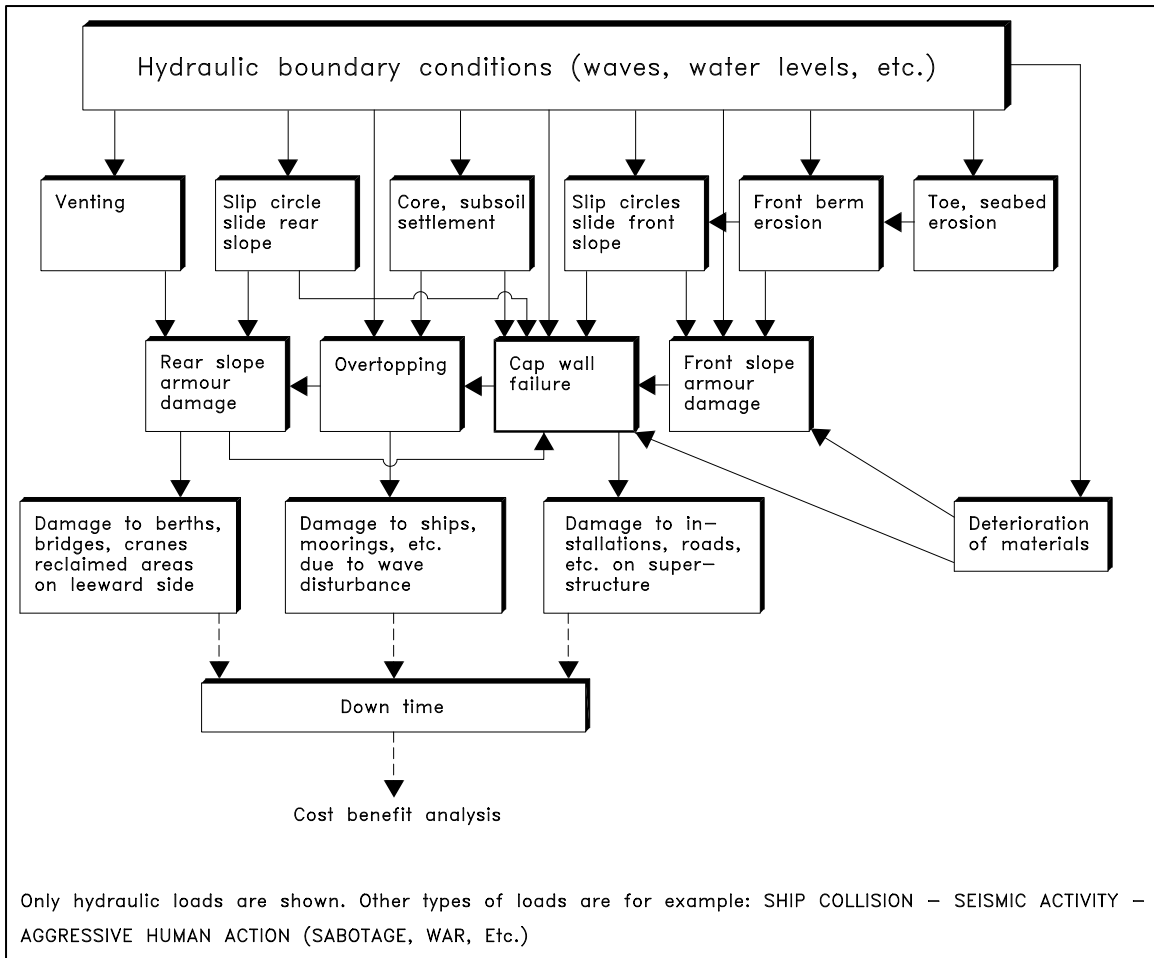 Hydraulic boundary conditions (waves, water levels, etc.)
Venting
Slip circle
slide rear
slope
Core, subsoil
settlement
Slip circles
slide front
slope
Front berm
erosion
Toe, seabed
erosion
Rear slope
armour
damage
Overtopping
Cap wall
failure
Front slope
armour
damage
Damage to berths,
bridges, cranes
reclaimed areas
on leeward side
Damage to ships,
moorings, etc.
due to wave
disturbance
Damage to in-
stallations, roads,
etc. on super-
structure
Deterioration
of materials
Down time
Cost benefit analysis
Only hydraulic loads are shown. Other types of loads are for example: SHIP COLLISION – SEISMIC ACTIVITY –
AGGRESSIVE HUMAN ACTION (SABOTAGE, WAR, Etc.)